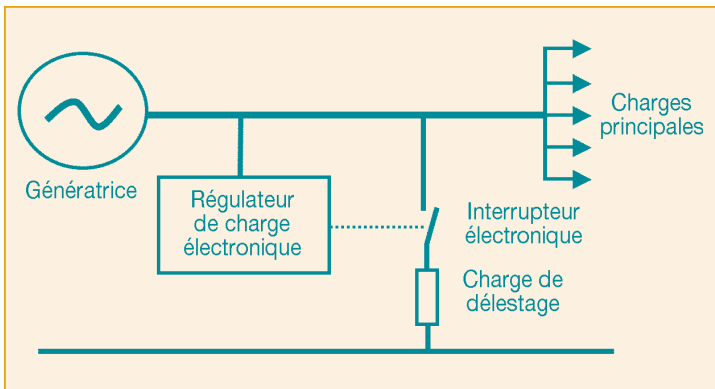 Génératrice
Régulateur
de charge
électronique
Interrupteur
électronique
Charge de
délestage
Charges
principales